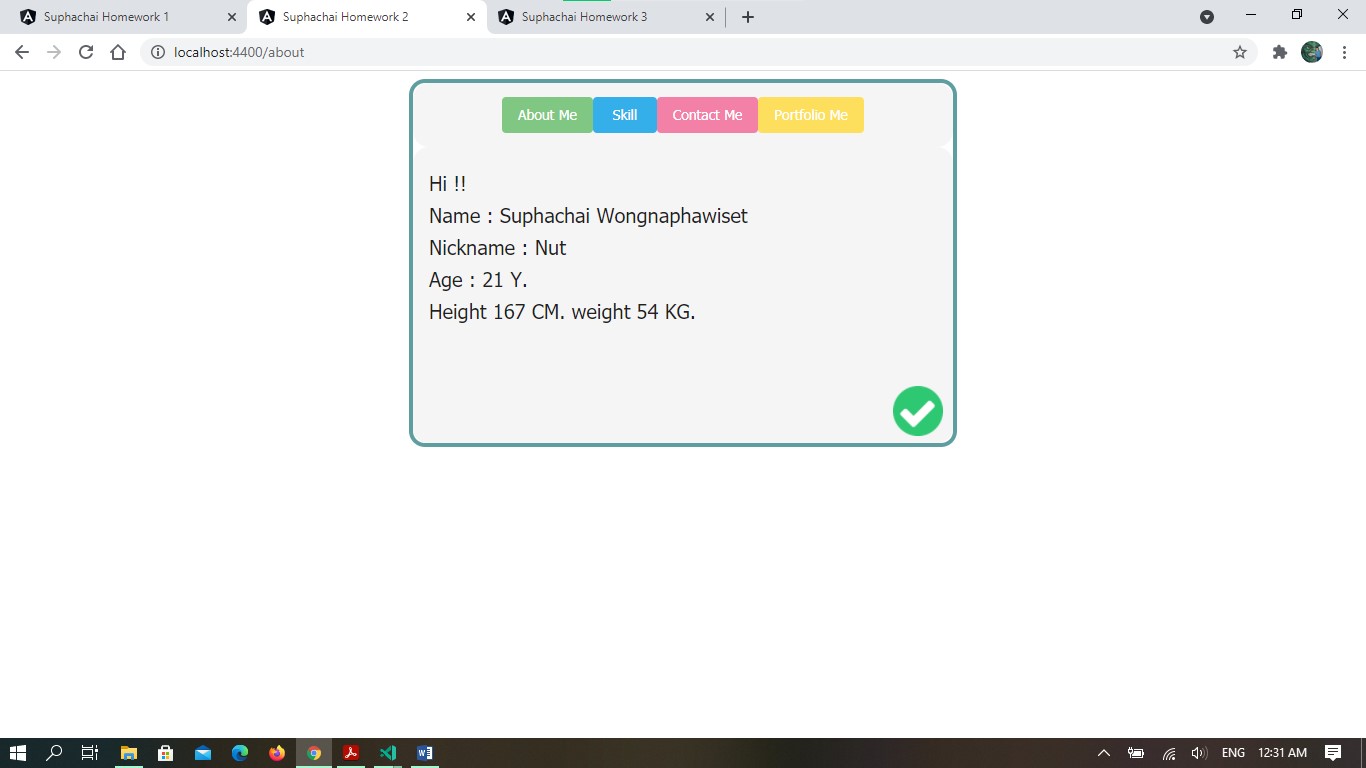 Suphachai Homework 1
Suphachai Homework 2
Suphachai Homework 3
localhost:4400/about
About Me
Skill
Contact Me
Portfolio Me
Hi !!
Name : Suphachai Wongnaphawiset
Nickname : Nut
Age : 21 Y.
Height 167 CM. weight 54 KG.
ENG
12:31 AM